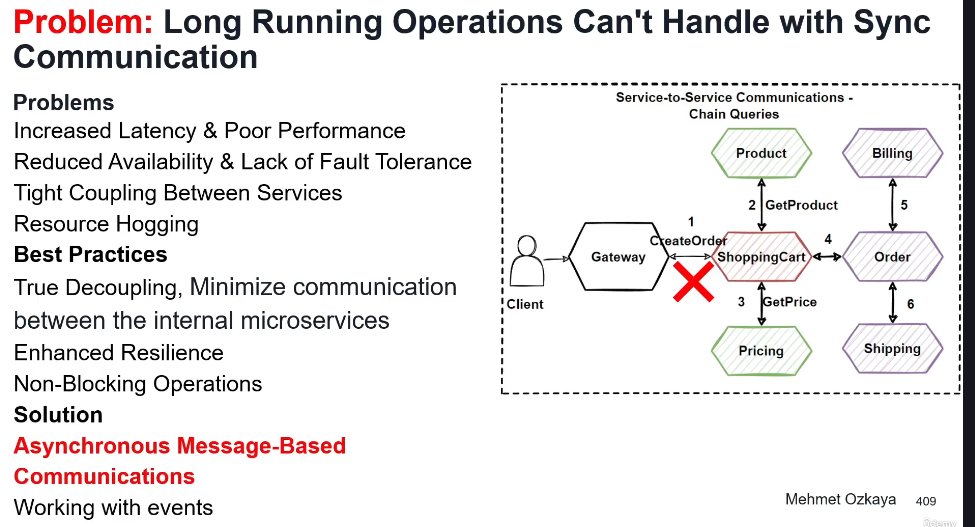 Problem: Long Running Operations Can't Handle with Sync
Communication
Problems
Increased Latency & Poor Performance
Reduced Availability & Lack of Fault Tolerance
Tight Coupling Between Services
Resource Hogging
Best Practices
True Decoupling, Minimize communication
between the internal microservices
Enhanced Resilience
Non-Blocking Operations
Solution
Asynchronous Message-Based
Communications
Working with events
Service-to-Service Communications -
Chain Queries
Product
Billing
2 GetProduct
5
1
CreateOrder
4
Gateway
ShoppingCart
Order
Client
3 GetPrice
6
Pricing
Shipping
Mehmet Ozkaya 409
Udemy